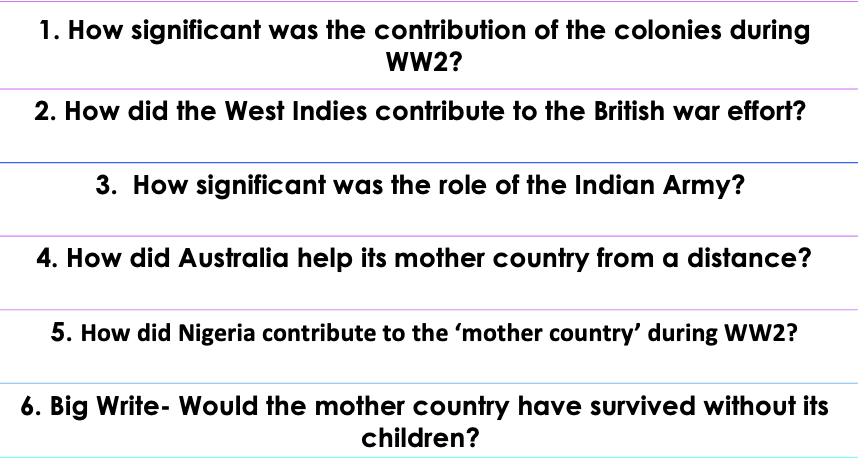 1. How significant was the contribution of the colonies during
WW2?
2. How did the West Indies contribute to the British war effort?
3. How significant was the role of the Indian Army?
4. How did Australia help its mother country from a distance?
5. How did Nigeria contribute to the ‘mother country’ during WW2?
6. Big Write- Would the mother country have survived without its
children?